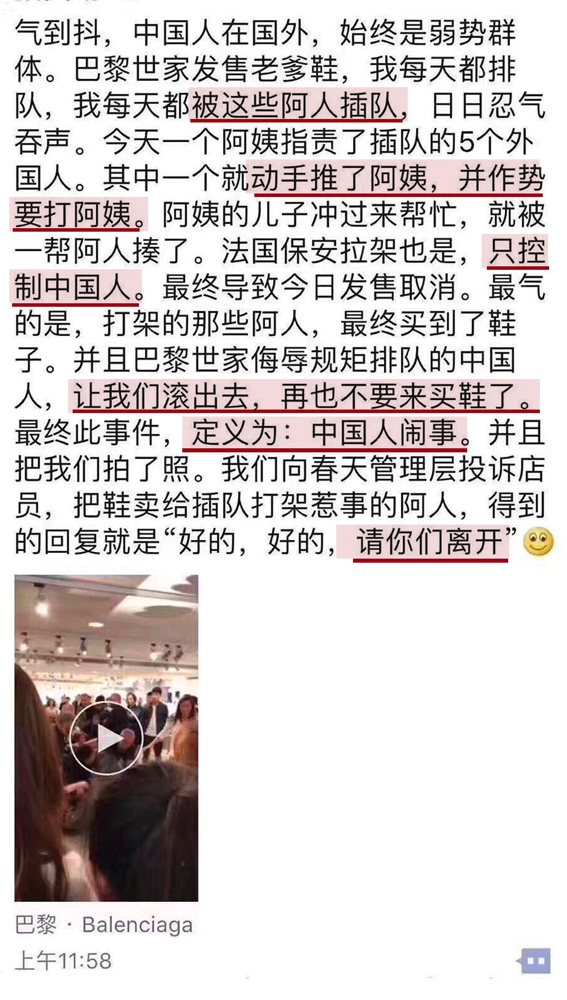 气到抖，中国人在国外，始终是弱势群
体。巴黎世家发售老爹鞋，我每天都排
队，我每天都被这些阿人插队，日日忍气
吞声。今天一个阿姨指责了插队的5个外
国人。其中一个就动手推了阿姨，并作势
要打阿姨。阿姨的儿子冲过来帮忙，就被
一帮阿人揍了。法国保安拉架也是，只控
制中国人。最终导致今日发售取消。最气
的是，打架的那些阿人，最终买到了鞋
子。并且巴黎世家侮辱规矩排队的中国
人，让我们滚出去，再也不要来买鞋了。
最终此事件，定义为：中国人闹事。并且
把我们拍了照。我们向春天管理层投诉店
员，把鞋卖给插队打架惹事的阿人，得到
的回复就是“好的，好的，请你们离开”
巴黎 · Balenciaga
上午11:58